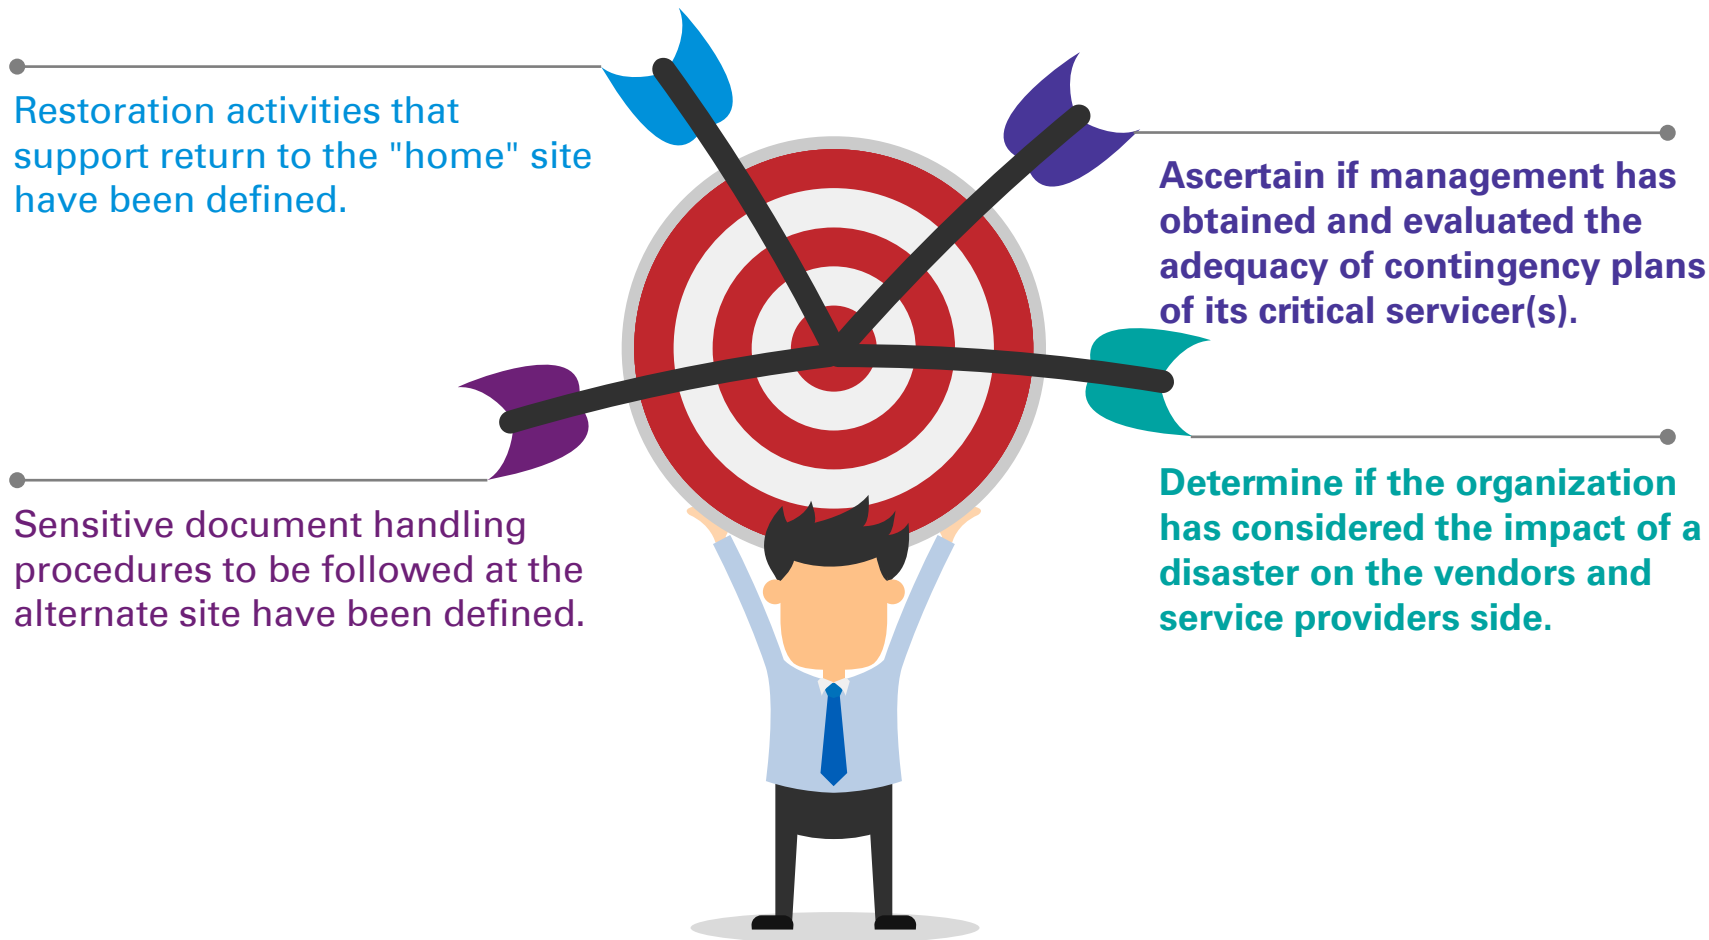 Restoration activities that
support return to the "home" site
have been defined.
Sensitive document handling
procedures to be followed at the
alternate site have been defined.
Ascertain if management has
obtained and evaluated the
adequacy of contingency plans
of its critical servicer(s).
Determine if the organization
has considered the impact of a
disaster on the vendors and
service providers side.